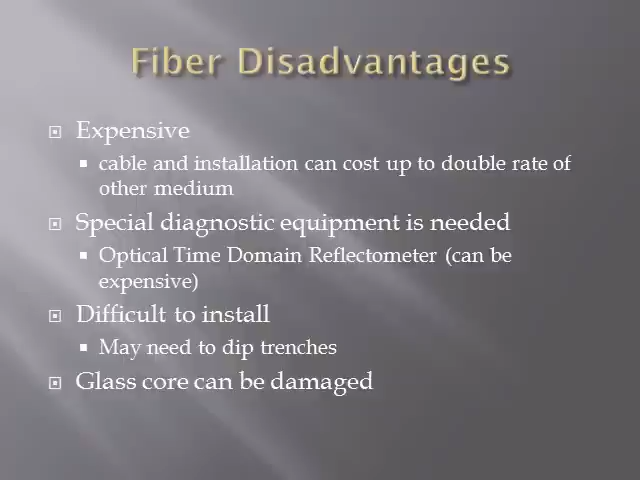 Fiber Disadvantages
Expensive
cable and installation can cost up to double rate of
other medium
Special diagnostic equipment is needed
Optical Time Domain Reflectometer (can be
expensive)
Difficult to install
May need to dip trenches
Glass core can be damaged